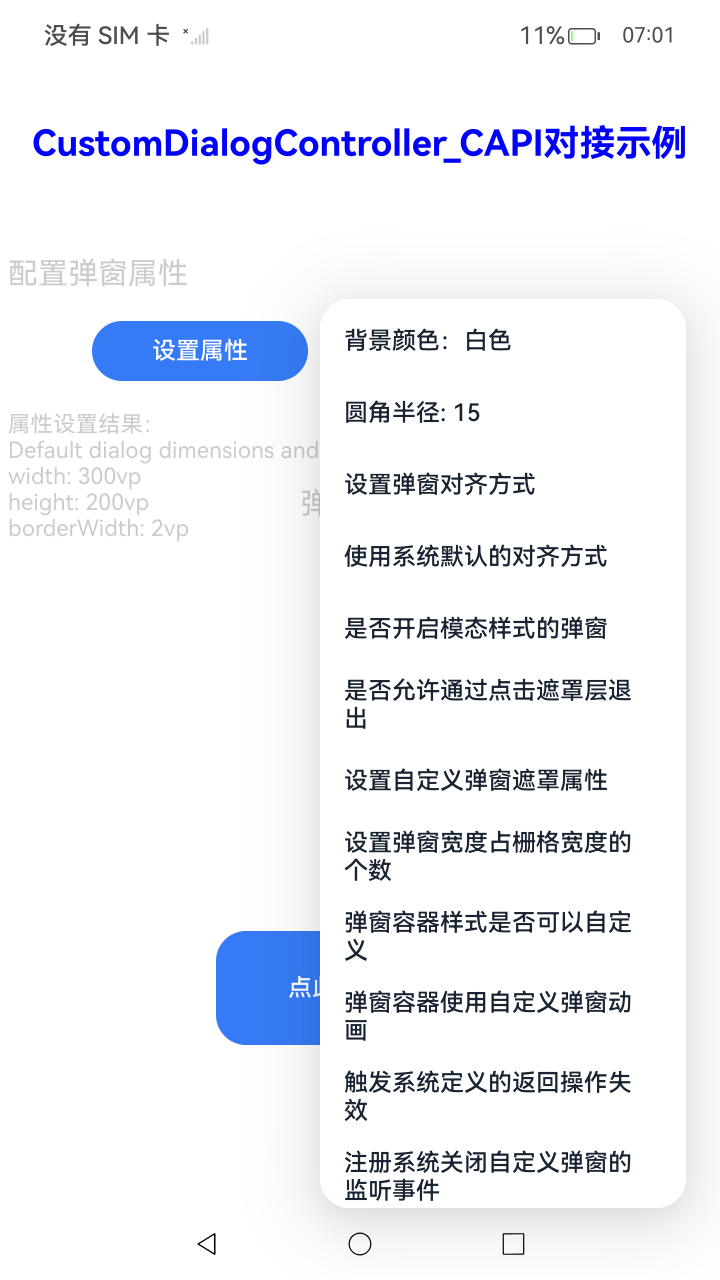 没有 SIM 卡
11%
07:01
CustomDialogController_CAPI对接示例
配置弹窗属性
设置属性
属性设置结果:
Default dialog dimensions and
width: 300vp
height: 200vp
borderWidth: 2vp
背景颜色：白色
圆角半径: 15
设置弹窗对齐方式
使用系统默认的对齐方式
是否开启模态样式的弹窗
是否允许通过点击遮罩层退
出
设置自定义弹窗遮罩属性
设置弹窗宽度占栅格宽度的
个数
弹窗容器样式是否可以自定
义
弹窗容器使用自定义弹窗动
画
触发系统定义的返回操作失
效
注册系统关闭自定义弹窗的
监听事件
点